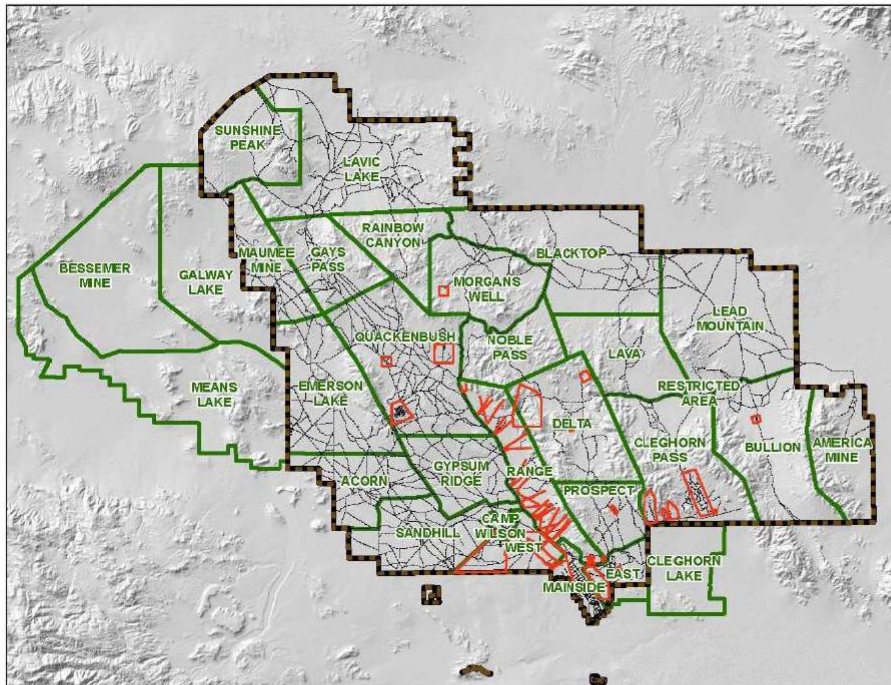 SUNSHINE
PEAK
LAVIC
LAKE
RAINBOW
CANYON
MAUMEE
MINE
GAYS
PASS
BLACKTOP
BESSEMER
MINE
GALWAY
LAKE
MORGANS
WELL
LEAD
MOUNTAIN
QUACKENBUSH
NOBLE
PASS
LAVA
MEANS
LAKE
EMERSON
LAKE
RESTRICTED
AREA
DELTA
CLEGHORN
PASS
BULLION
AMERICA
MINE
ACORN
GYPSUM
RIDGE
RANGE
PROSPECT
SANDHILL
CAMP
WILSON
WEST
EAST
MAINSIDE
CLEGHORN
LAKE